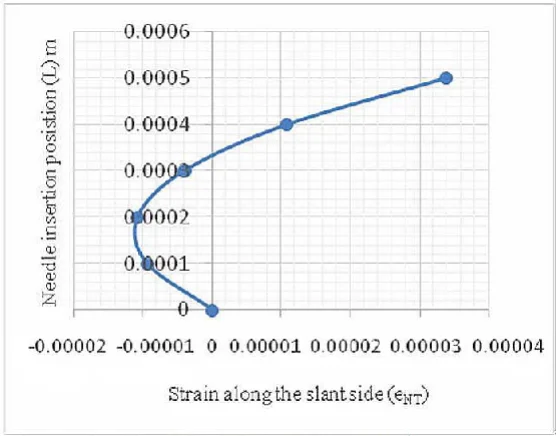 0.0006
0.0005
0.0004
0.0003
0.0002
0.0001
0
-0.00002 -0.00001 0 0.00001 0.00002 0.00003 0.00004
Needle insertion posistion (L) m
Strain along the slant side (ϵNT)